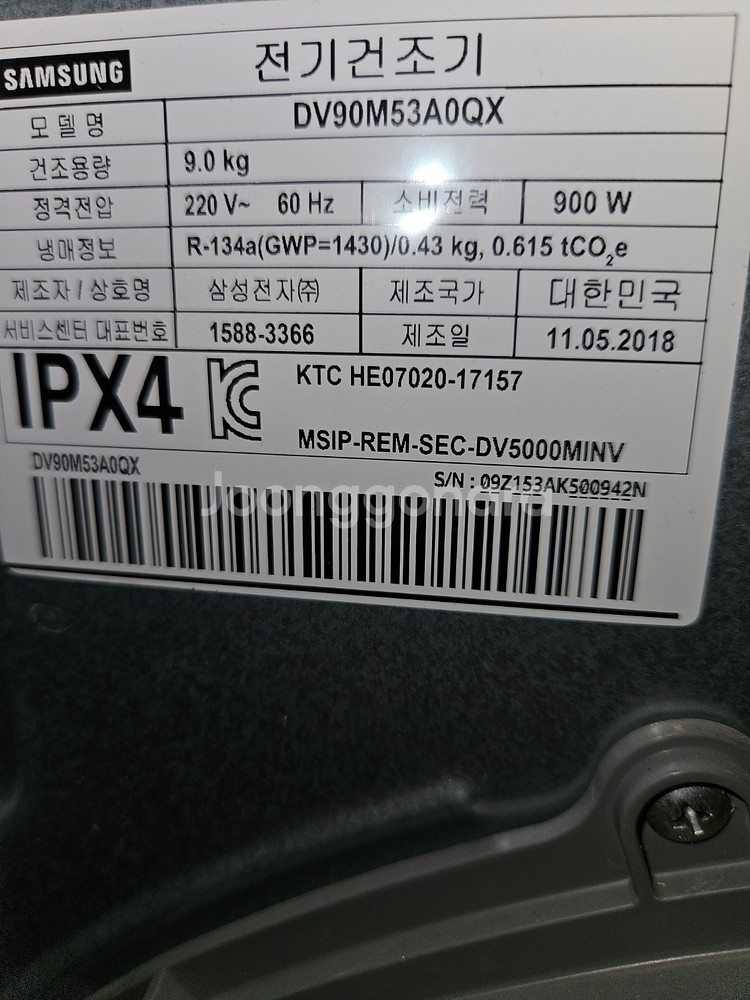 SAMSUNG 전기건조기
모델명 DV90M53A0QX
건조용량 9.0 kg
정격전압 220 V~ 60 Hz 소비전력 900 W
냉매정보 R-134a(GWP=1430)/0.43 kg, 0.615 tCO2e
제조자 / 상호명 삼성전자㈜ 제조국가 대한민국
서비스센터 대표번호 1588-3366 제조일 11.05.2018
IPX4 KTC HE07020-17157
MSIP-REM-SEC-DV5000MINV
DV90M53A0QX S/N : 09Z153AK500942N
Joonggonara